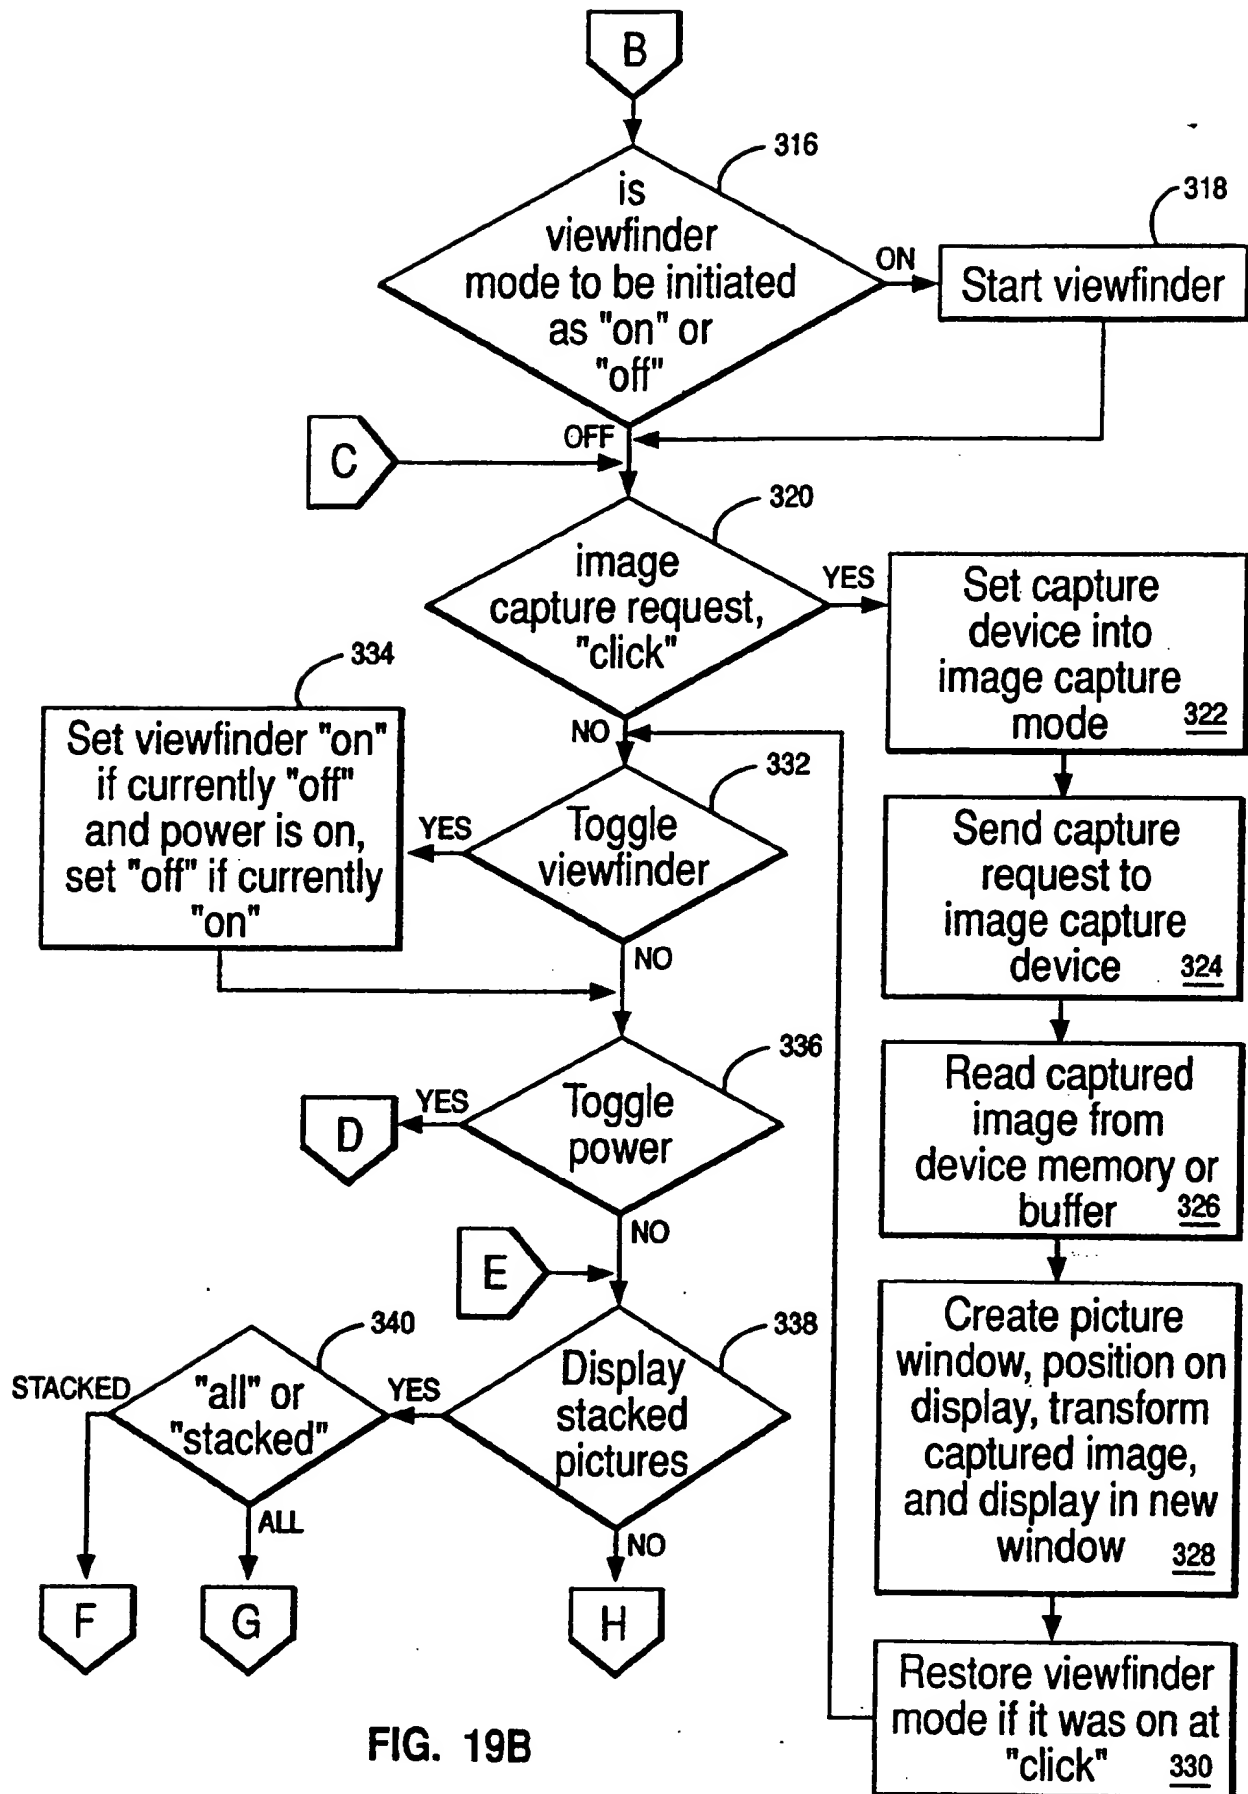 B
316
is
viewfinder
mode to be initiated
as "on" or
"off"
ON
318
Start viewfinder
OFF
C
320
image
capture request,
"click"
YES
Set capture
device into
image capture
mode 322
NO
334
Set viewfinder "on"
if currently "off"
and power is on,
set "off" if currently
"on"
332
Toggle
viewfinder
YES
NO
Send capture
request to
image capture
device 324
336
Toggle
power
YES
D
NO
Read captured
image from
device memory or
buffer 326
E
338
Display
stacked
pictures
YES
NO
340
"all" or
"stacked"
STACKED
ALL
F
G
H
Create picture
window, position on
display, transform
captured image,
and display in new
window 328
Restore viewfinder
mode if it was on at
"click" 330
FIG. 19B